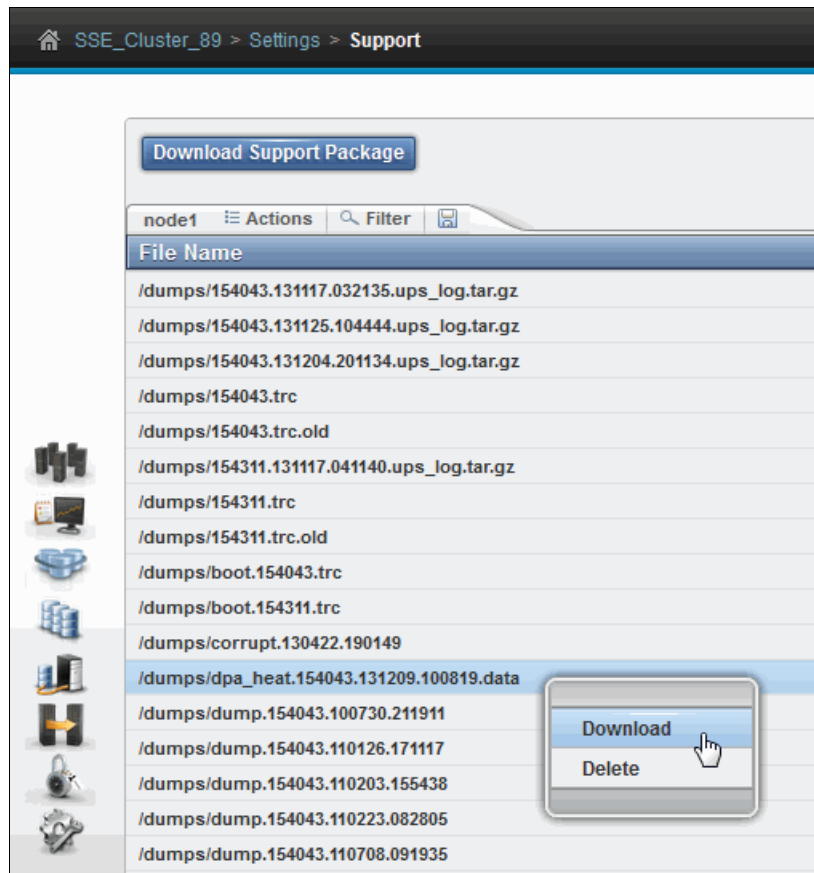 SSE_Cluster_89 > Settings > Support
Download Support Package
node1 Actions Filter
File Name
/dumps/154043.131117.032135.ups_log.tar.gz
/dumps/154043.131125.104444.ups_log.tar.gz
/dumps/154043.131204.201134.ups_log.tar.gz
/dumps/154043.trc
/dumps/154043.trc.old
/dumps/154311.131117.041140.ups_log.tar.gz
/dumps/154311.trc
/dumps/154311.trc.old
/dumps/boot.154043.trc
/dumps/boot.154311.trc
/dumps/corrupt.130422.190149
/dumps/dpa_heat.154043.131209.100819.data
/dumps/dump.154043.100730.211911
Download
/dumps/dump.154043.110126.171117
Delete
/dumps/dump.154043.110203.155438
/dumps/dump.154043.110223.082805
/dumps/dump.154043.110708.091935